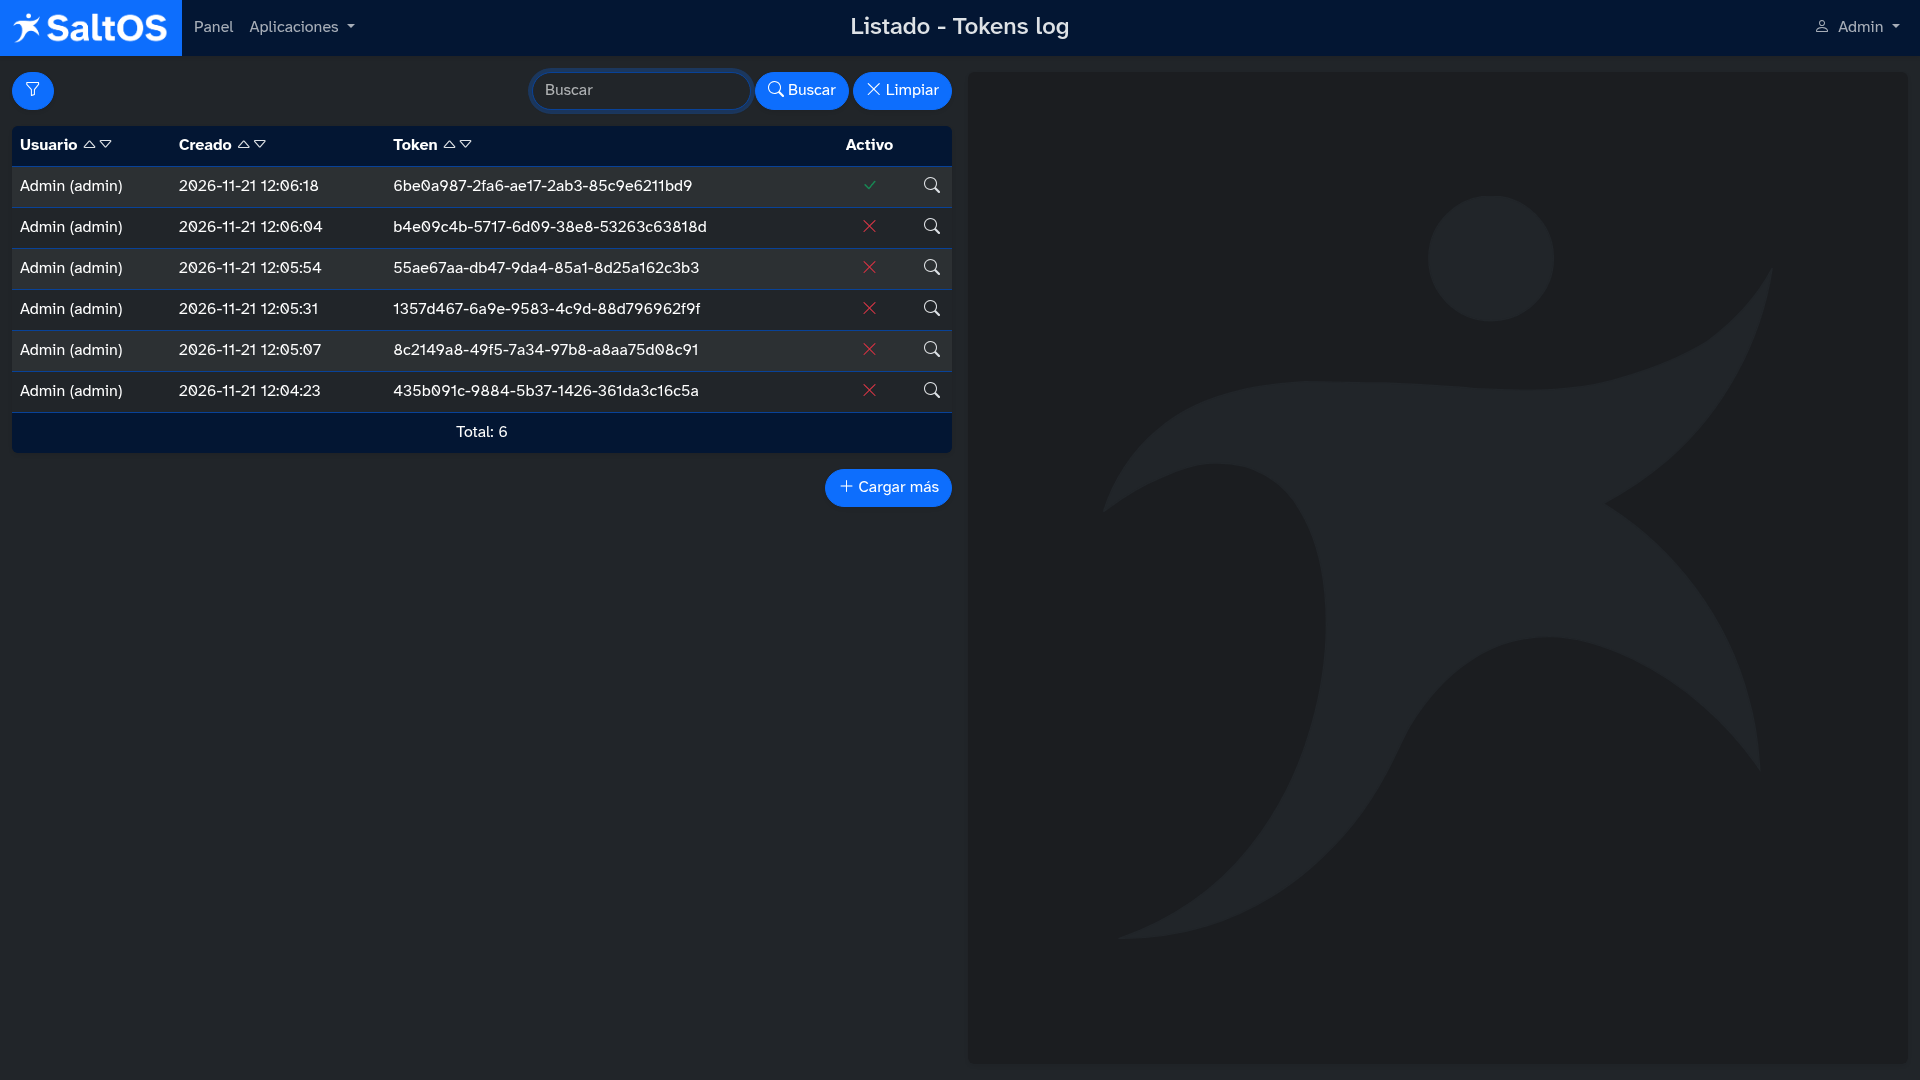 SaltOS Panel Aplicaciones Listado - Tokens log Admin
Buscar Buscar Limpiar
Usuario Creado Token Activo
Admin (admin) 2026-11-21 12:06:18 6be0a987-2fa6-ae17-2ab3-85c9e6211bd9
Admin (admin) 2026-11-21 12:06:04 b4e09c4b-5717-6d09-38e8-53263c63818d
Admin (admin) 2026-11-21 12:05:54 55ae67aa-db47-9da4-85a1-8d25a162c3b3
Admin (admin) 2026-11-21 12:05:31 1357d467-6a9e-9583-4c9d-88d796962f9f
Admin (admin) 2026-11-21 12:05:07 8c2149a8-49f5-7a34-97b8-a8aa75d08c91
Admin (admin) 2026-11-21 12:04:23 435b091c-9884-5b37-1426-361da3c16c5a
Total: 6
Cargar más